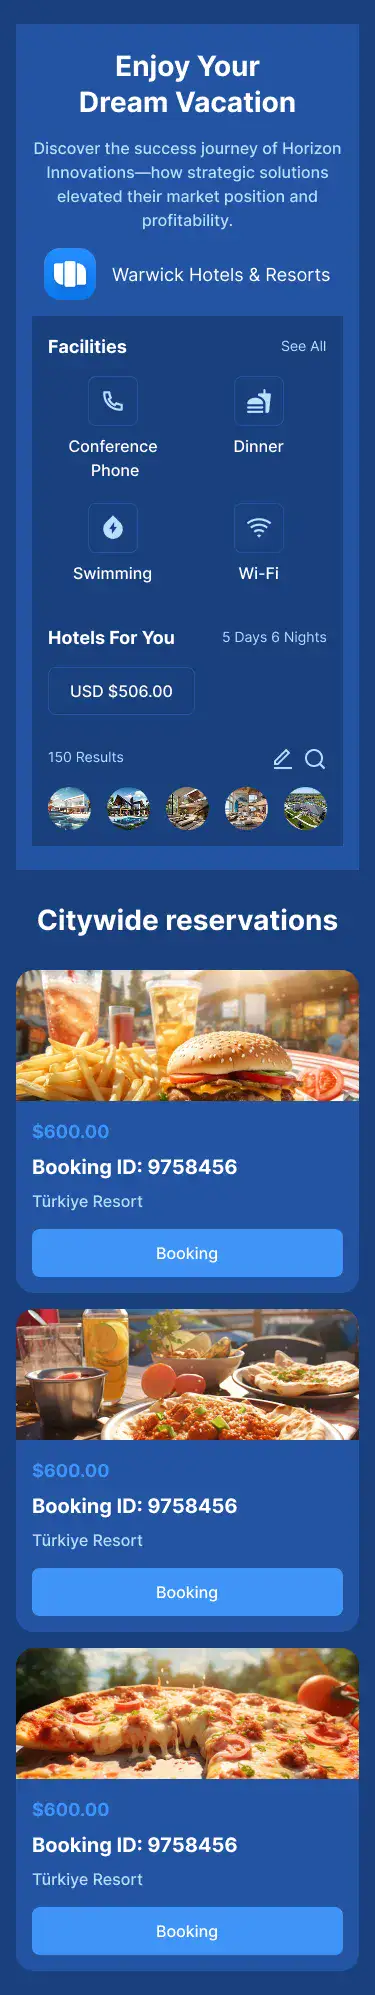 Enjoy Your
Dream Vacation
Discover the success journey of Horizon
Innovations—how strategic solutions
elevated their market position and
profitability.
Warwick Hotels & Resorts
Facilities
See All
Conference
Phone
Dinner
Swimming
Wi-Fi
Hotels For You
5 Days 6 Nights
USD $506.00
150 Results
Citywide reservations
$600.00
Booking ID: 9758456
Türkiye Resort
Booking
$600.00
Booking ID: 9758456
Türkiye Resort
Booking
$600.00
Booking ID: 9758456
Türkiye Resort
Booking